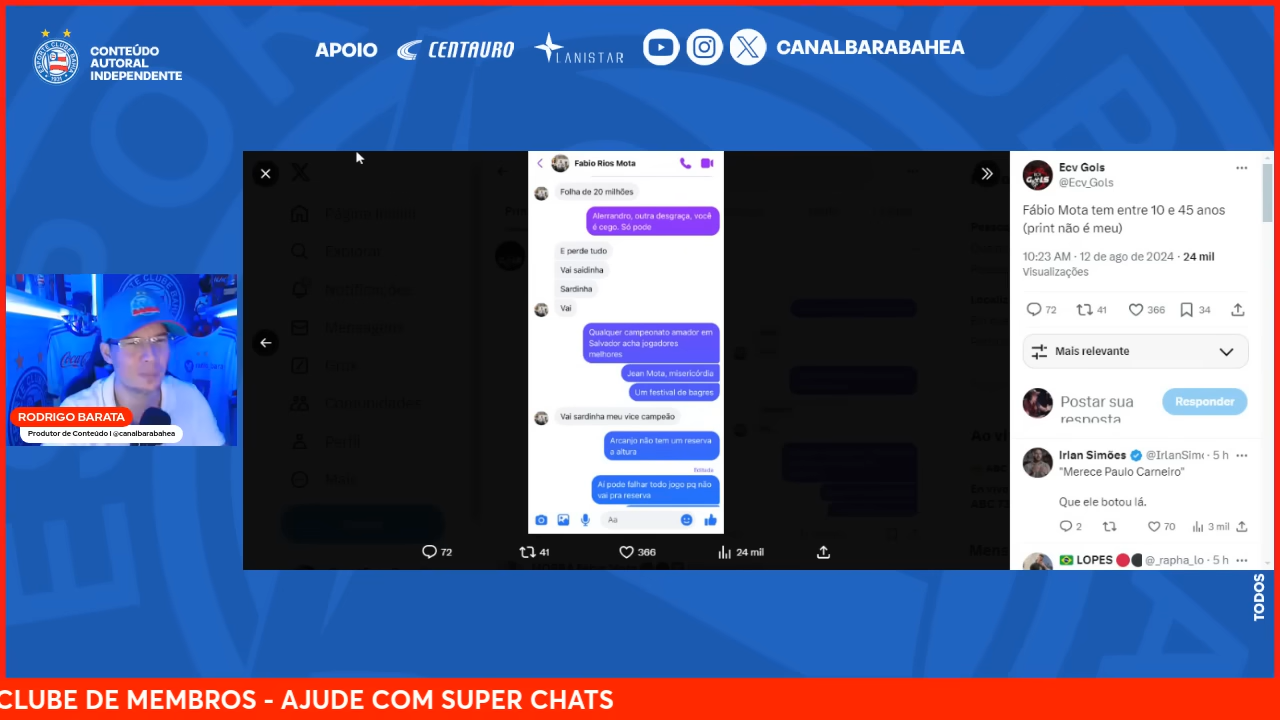 CONTEÚDO
AUTORAL
INDEPENDENTE
APOIO
CENTAURO
LANISTAR
CANALBARABAHEA
Fabio Rios Mota
Folha de 20 milhões
Alerrandro, outra desgraça, você
é cego. Só pode
E perde tudo
Vai saidinha
Sardinha
Vai
Qualquer campeonato amador em
Salvador acha jogadores
melhores
Jean Mota, misericórdia
Um festival de bagres
Vai sardinha meu vice campeão
Arcanjo não tem um reserva
a altura
Editada
Aí pode falhar todo jogo pq não
vai pra reserva
Aa
72
41
366
24 mil
Ecv Gols
@Ecv_Gols
Fábio Mota tem entre 10 e 45 anos
(print não é meu)
10:23 AM · 12 de ago de 2024 · 24 mil
Visualizações
72
41
366
34
Mais relevante
Postar sua
resposta
Responder
Irlan Simões @IrlanSim · 5 h
"Merece Paulo Carneiro"
Que ele botou lá.
2
70
3 mil
LOPES @_rapha_lo · 5 h
RODRIGO BARATA
Produtor de Conteúdo | @canalbarabahea
TODOS
CLUBE DE MEMBROS - AJUDE COM SUPER CHATS